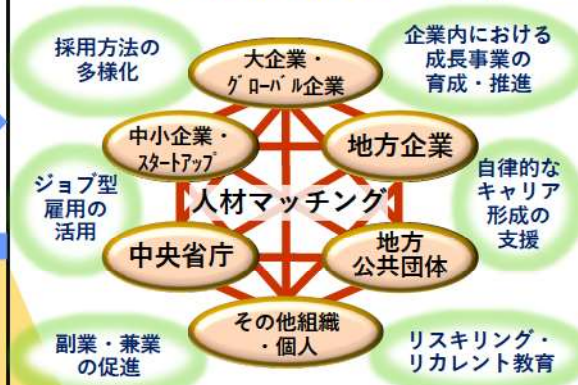 採用方法の
多様化
大企業・
ｸﾞﾛｰﾊﾞﾙ企業
企業内における
成長事業の
育成・推進
中小企業・
ｽﾀｰﾄｱｯﾌﾟ
地方企業
ジョブ型
雇用の
活用
人材マッチング
自律的な
キャリア
形成の
支援
中央省庁
地方
公共団体
その他組織
・個人
副業・兼業
の促進
リスキリング・
リカレント教育